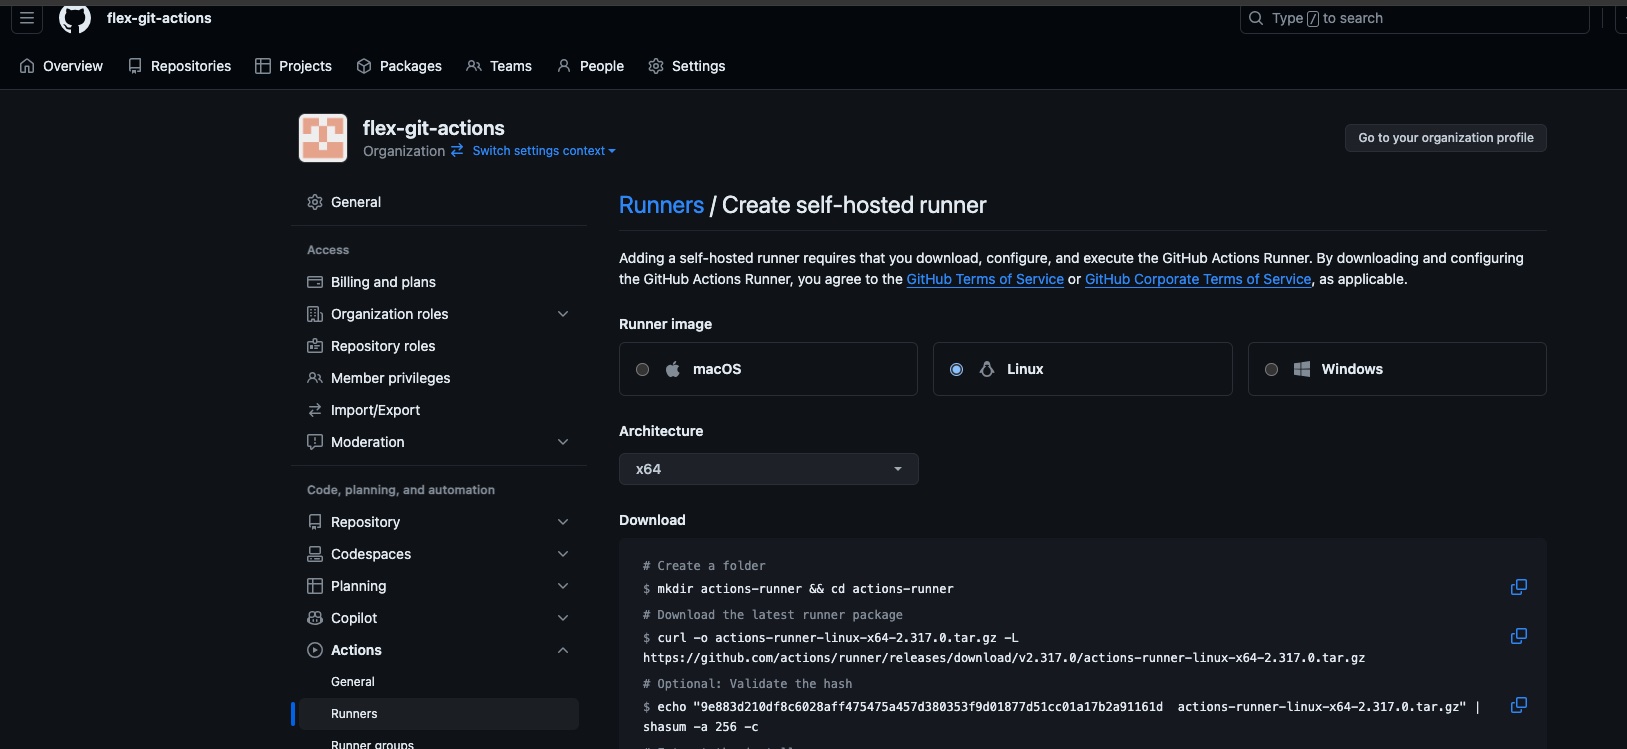 flex-git-actions
Type / to search
Overview
Repositories
Projects
Packages
Teams
People
Settings
flex-git-actions
Organization
Switch settings context
Go to your organization profile
General
Access
Billing and plans
Organization roles
Repository roles
Member privileges
Import/Export
Moderation
Code, planning, and automation
Repository
Codespaces
Planning
Copilot
Actions
General
Runners
Runner groups
Runners / Create self-hosted runner
Adding a self-hosted runner requires that you download, configure, and execute the GitHub Actions Runner. By downloading and configuring
the GitHub Actions Runner, you agree to the GitHub Terms of Service or GitHub Corporate Terms of Service, as applicable.
Runner image
macOS
Linux
Windows
Architecture
x64
Download
# Create a folder
$ mkdir actions-runner && cd actions-runner
# Download the latest runner package
$ curl -o actions-runner-linux-x64-2.317.0.tar.gz -L
https://github.com/actions/runner/releases/download/v2.317.0/actions-runner-linux-x64-2.317.0.tar.gz
# Optional: Validate the hash
$ echo "9e883d210df8c6028aff475475a457d380353f9d01877d51cc01a17b2a91161d  actions-runner-linux-x64-2.317.0.tar.gz" |
shasum -a 256 -c